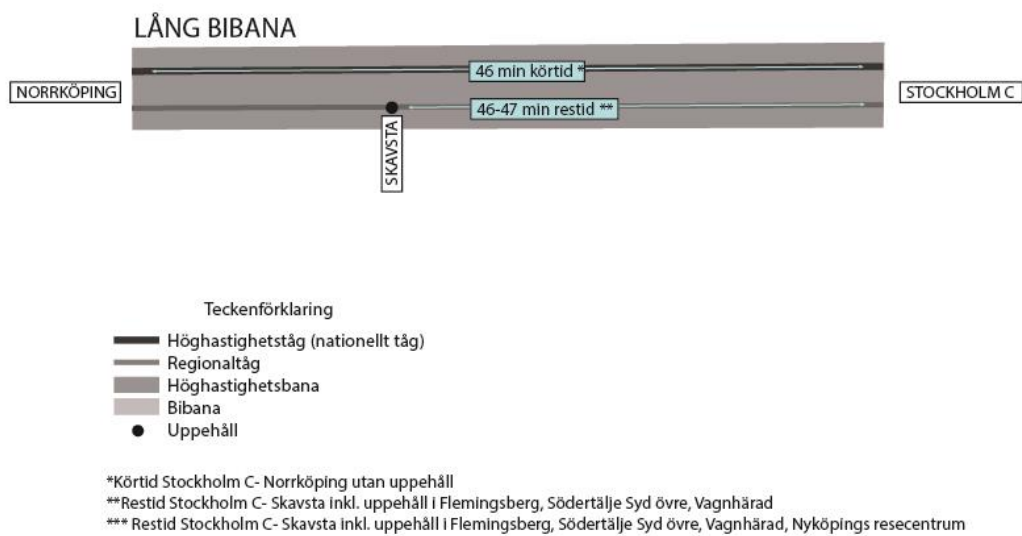 LÅNG BIBANA
46 min körtid *
NORRKÖPING
STOCKHOLM C
46-47 min restid **
SKAVSTA
Teckenförklaring
Höghastighetståg (nationellt tåg)
Regionaltåg
Höghastighetsbana
Bibana
Uppehåll
*Körtid Stockholm C- Norrköping utan uppehåll
**Restid Stockholm C- Skavsta inkl. uppehåll i Flemingsberg, Södertälje Syd övre, Vagnhärad
*** Restid Stockholm C- Skavsta inkl. uppehåll i Flemingsberg, Södertälje Syd övre, Vagnhärad, Nyköpings resecentrum